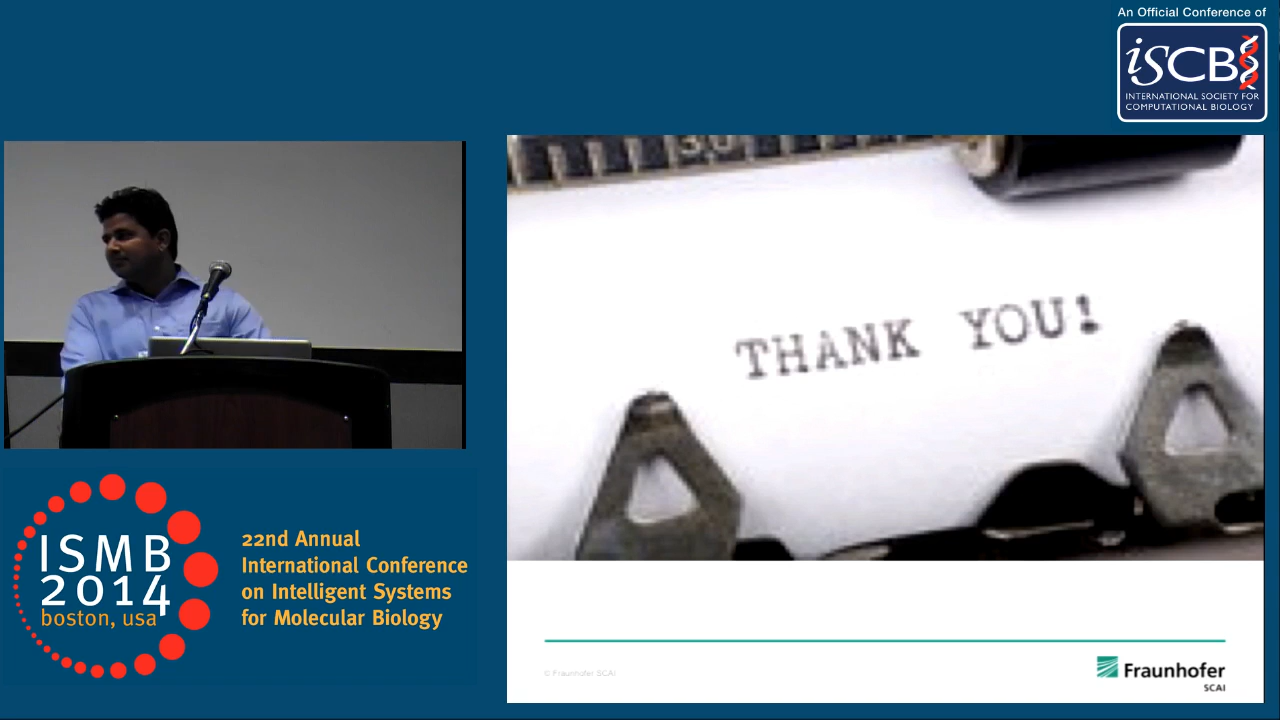 An Official Conference of
iSCB
INTERNATIONAL SOCIETY FOR
COMPUTATIONAL BIOLOGY
30
THANK YOU!
ISMB
2014
boston, usa
22nd Annual
International Conference
on Intelligent Systems
for Molecular Biology
© Fraunhofer SCAI
Fraunhofer
SCAI